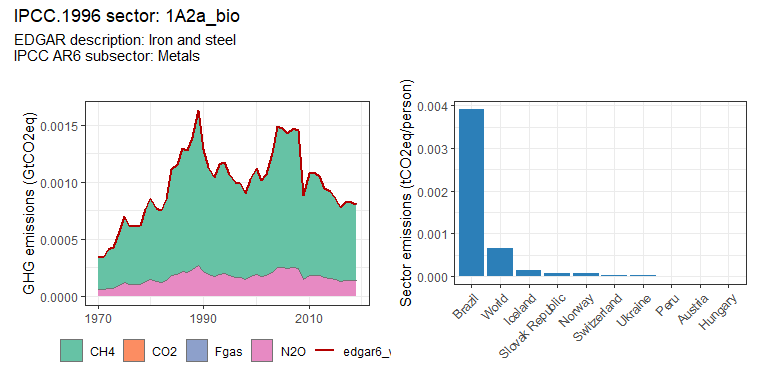 IPCC.1996 sector: 1A2a_bio
EDGAR description: Iron and steel
IPCC AR6 subsector: Metals
GHG emissions (GtCO2eq)
0.0015
0.0010
0.0005
0.0000
1970
1990
2010
CH4
CO2
Fgas
N2O
edgar6_v
Sector emissions (tCO2eq/person)
0.004
0.003
0.002
0.001
0.000
Brazil
World
Iceland
Slovak Republic
Norway
Switzerland
Ukraine
Peru
Austria
Hungary